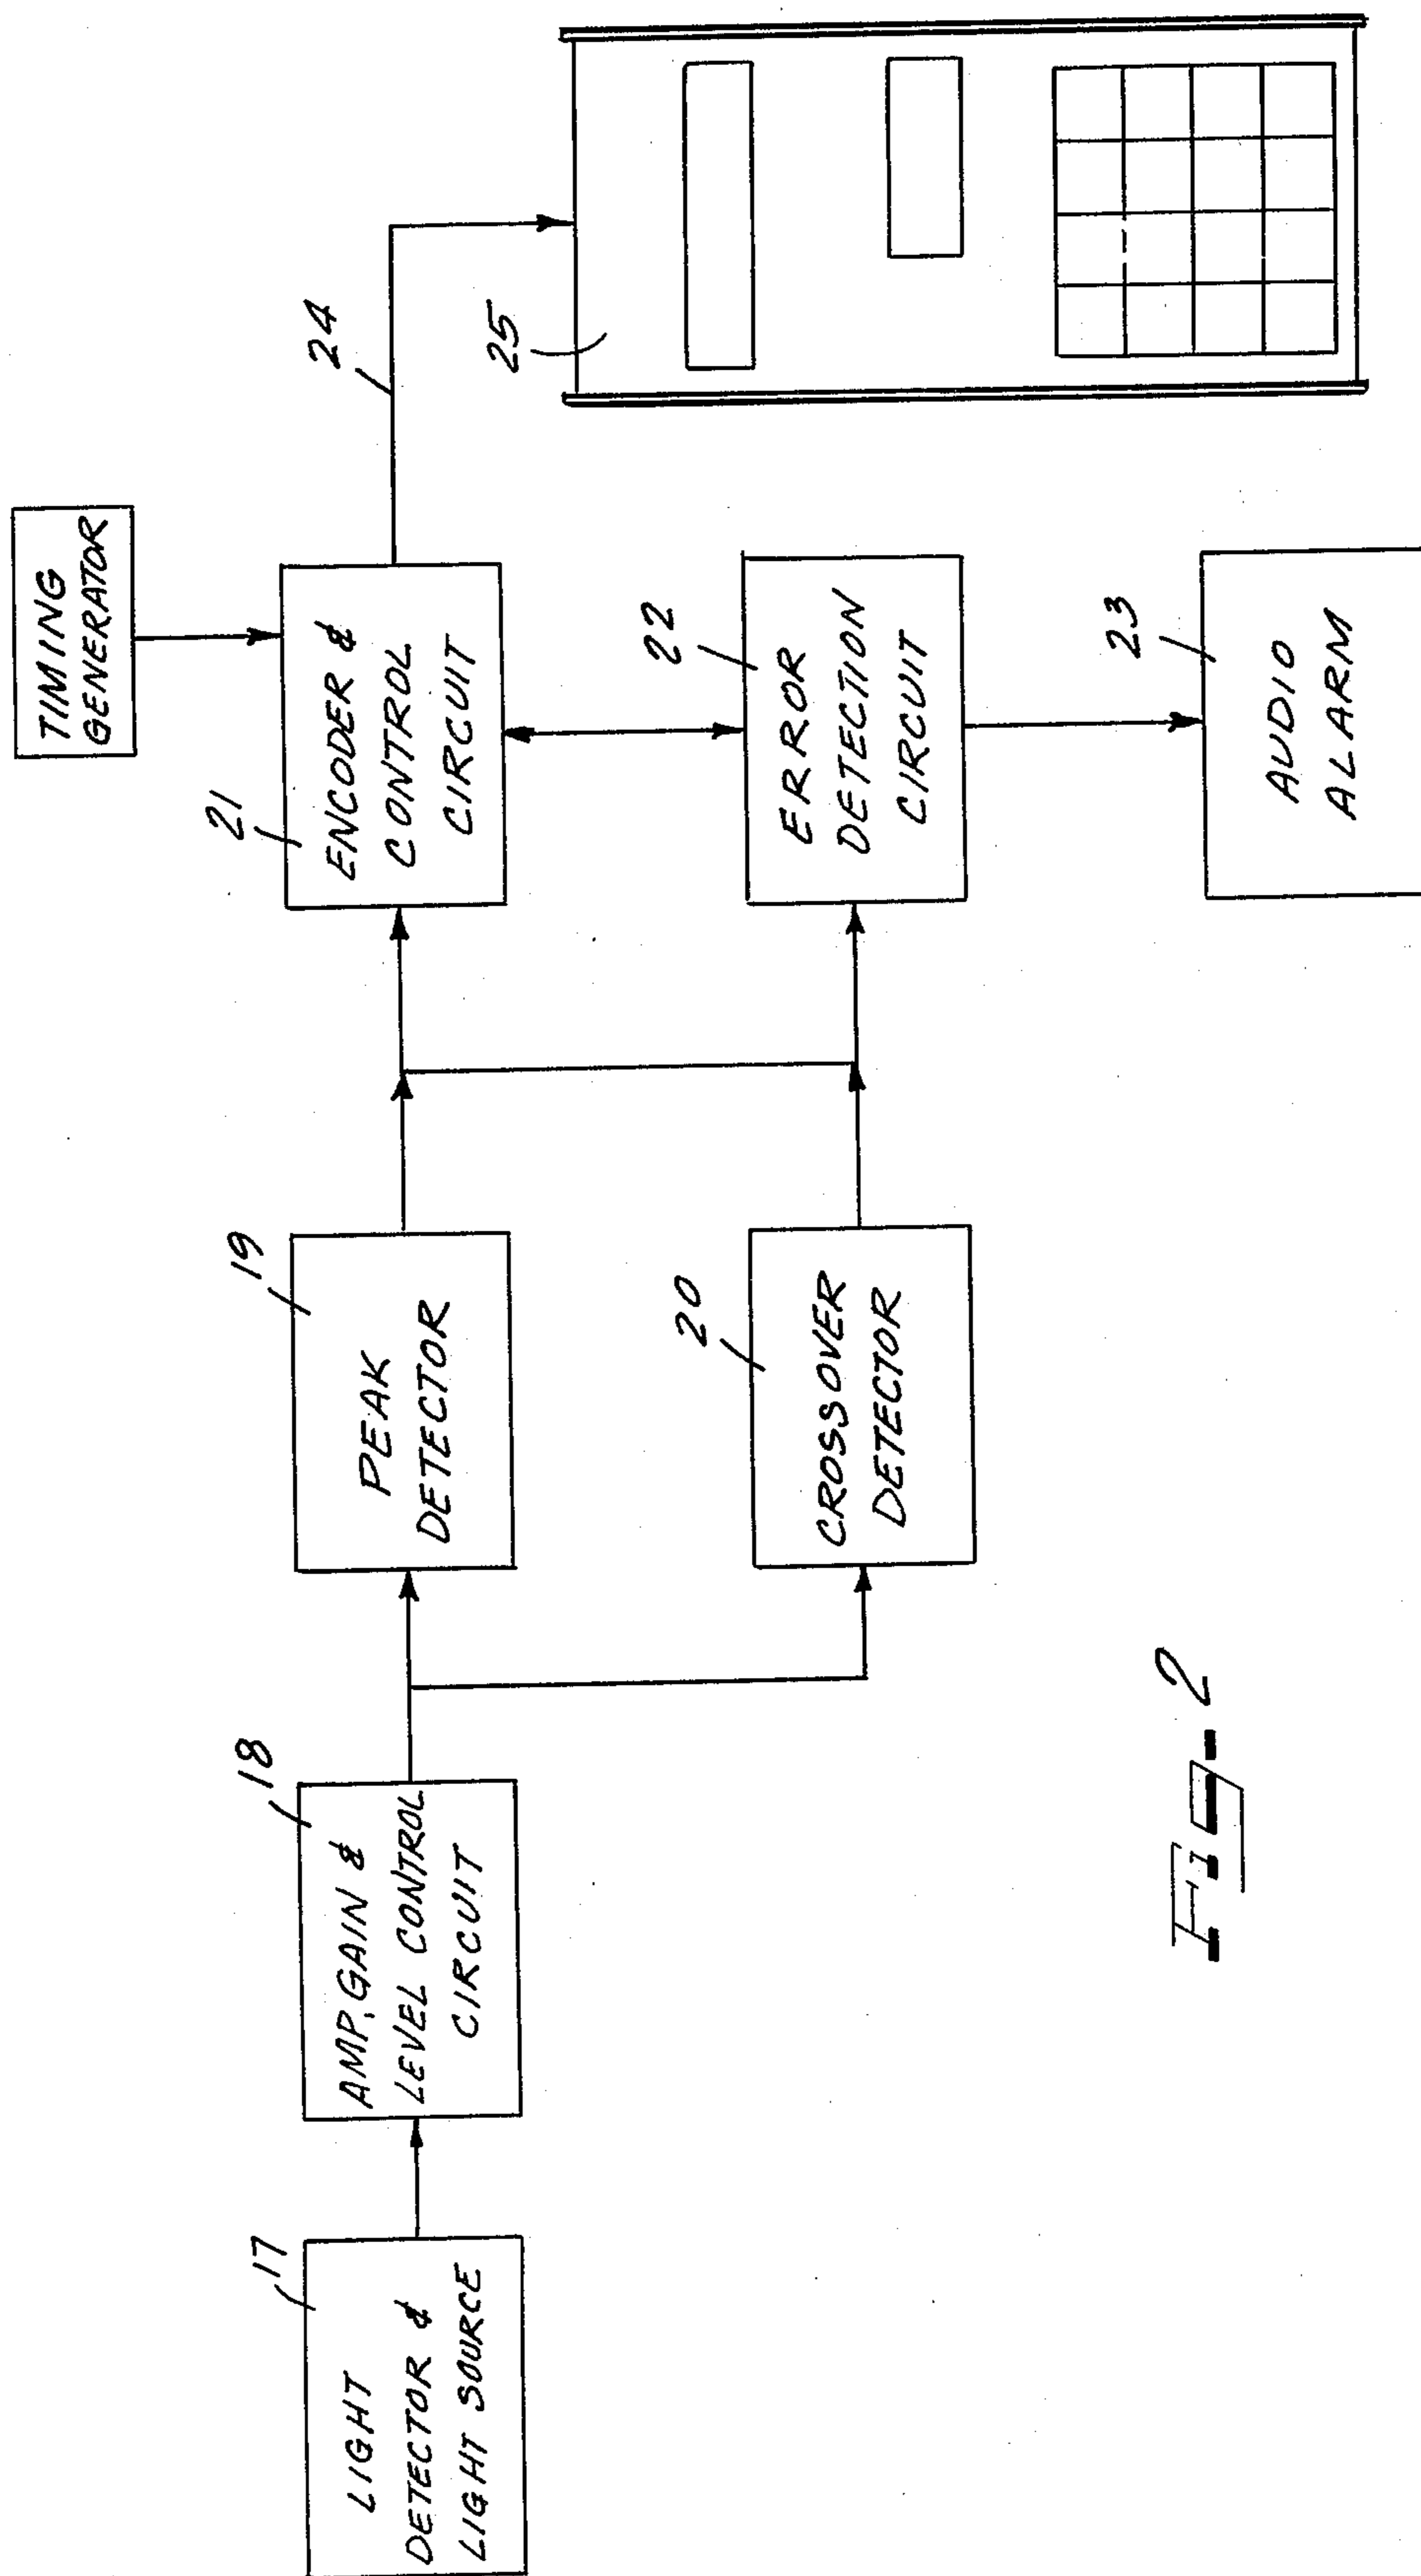 TIMING
GENERATOR
24
25
21
ENCODER &
CONTROL
CIRCUIT
22
ERROR
DETECTION
CIRCUIT
23
AUDIO
ALARM
19
PEAK
DETECTOR
20
CROSSOVER
DETECTOR
18
AMP, GAIN &
LEVEL CONTROL
CIRCUIT
17
LIGHT
DETECTOR &
LIGHT SOURCE
Fig-2